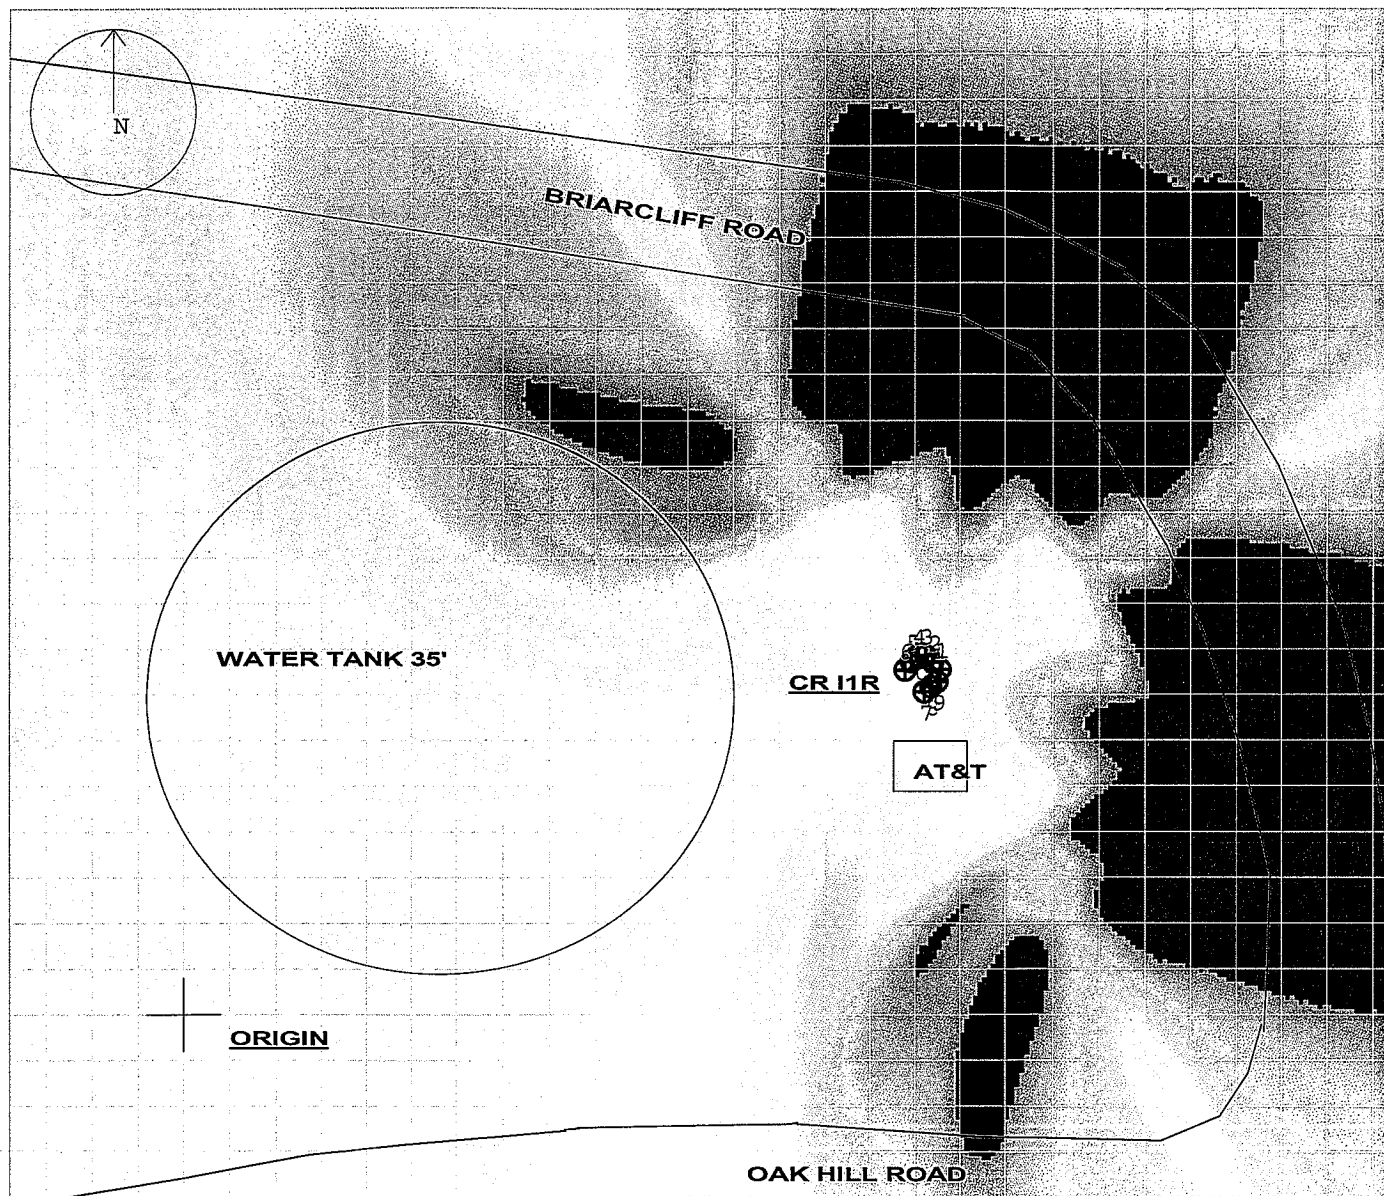 N
BRIARCLIFF ROAD
WATER TANK 35'
CR I1R
AT&T
ORIGIN
OAK HILL ROAD